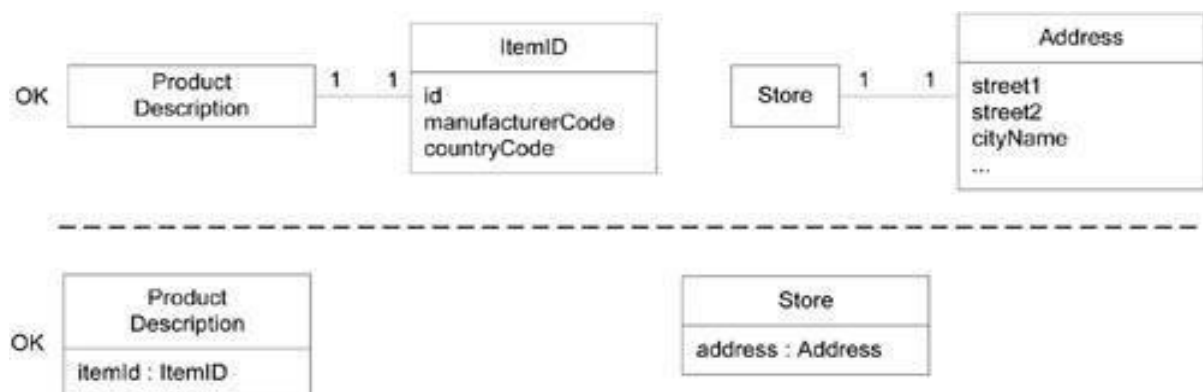 OK
Product
Description
1 1
ItemID
id
manufacturerCode
countryCode
Store
1 1
Address
street1
street2
cityName
...
OK
Product
Description
itemId : ItemID
Store
address : Address